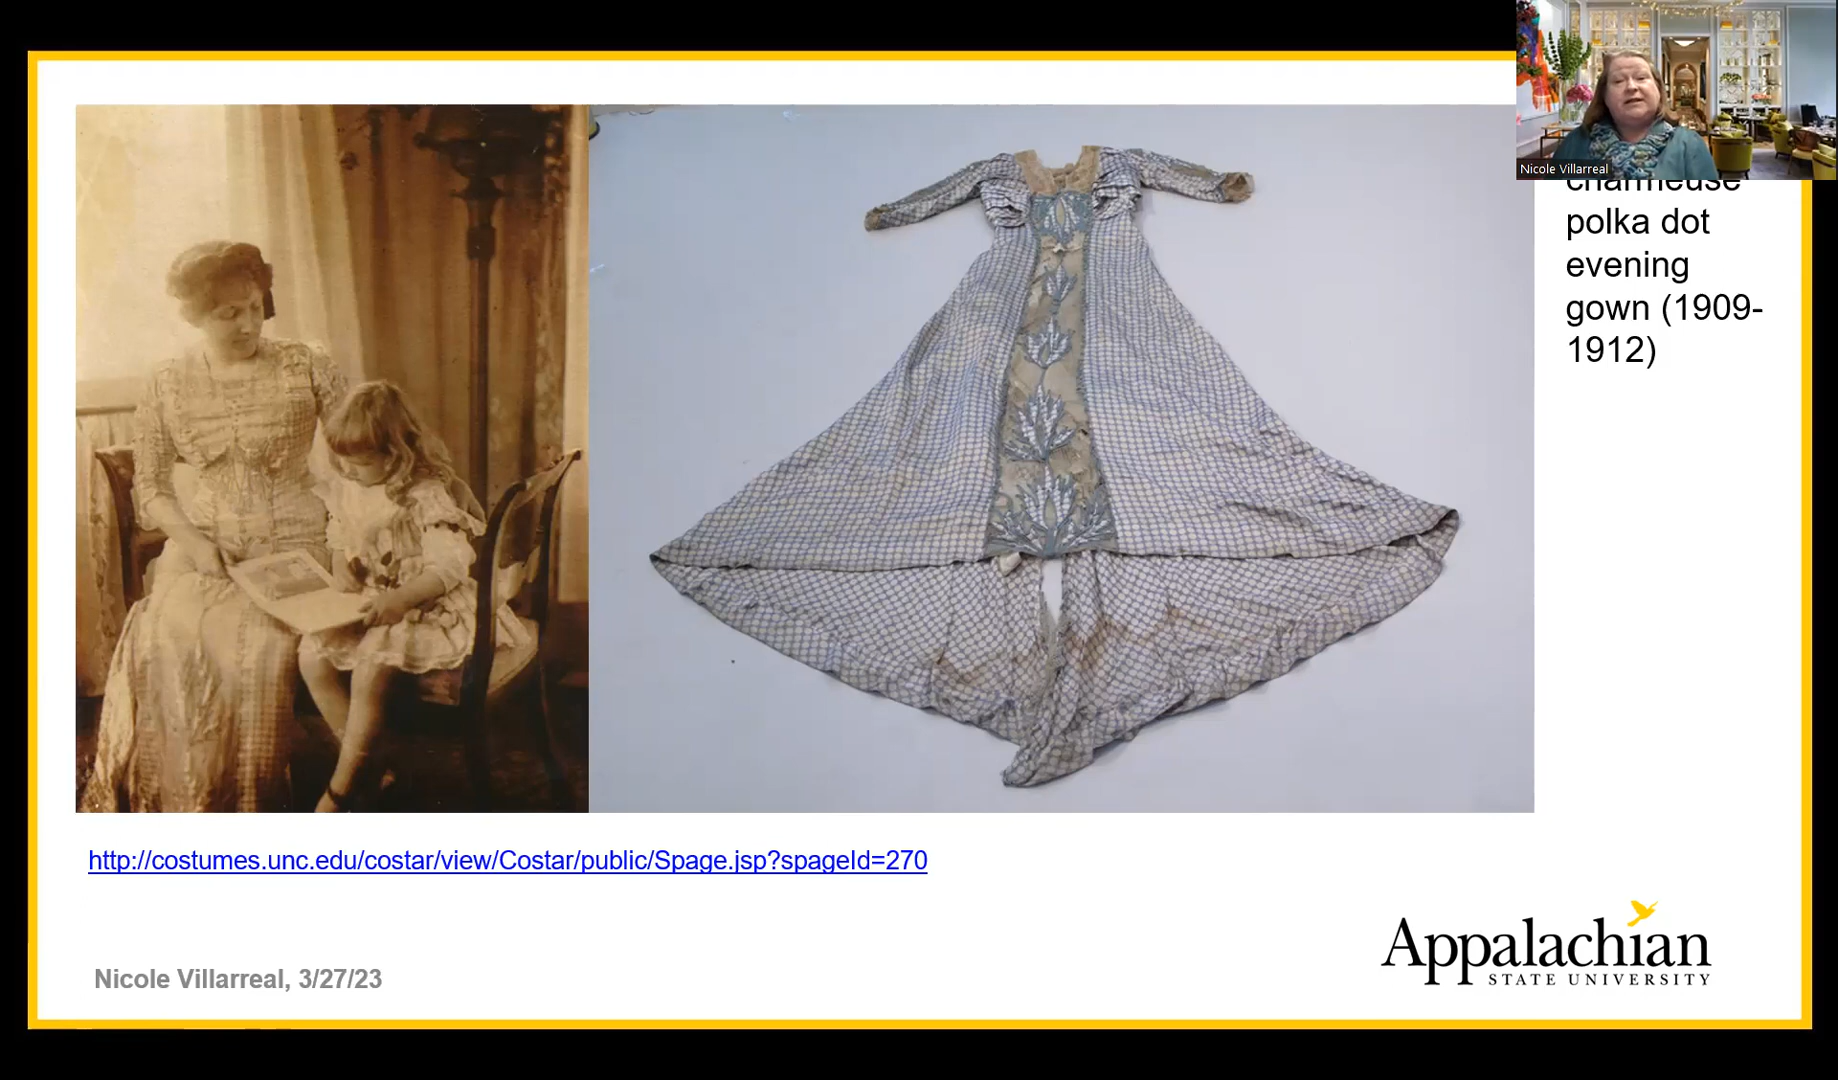 Nicole Villarreal
charmeuse
polka dot
evening
gown (1909-
1912)
http://costumes.unc.edu/costar/view/Costar/public/Spage.jsp?spageId=270
Nicole Villarreal, 3/27/23
Appalachian
STATE UNIVERSITY